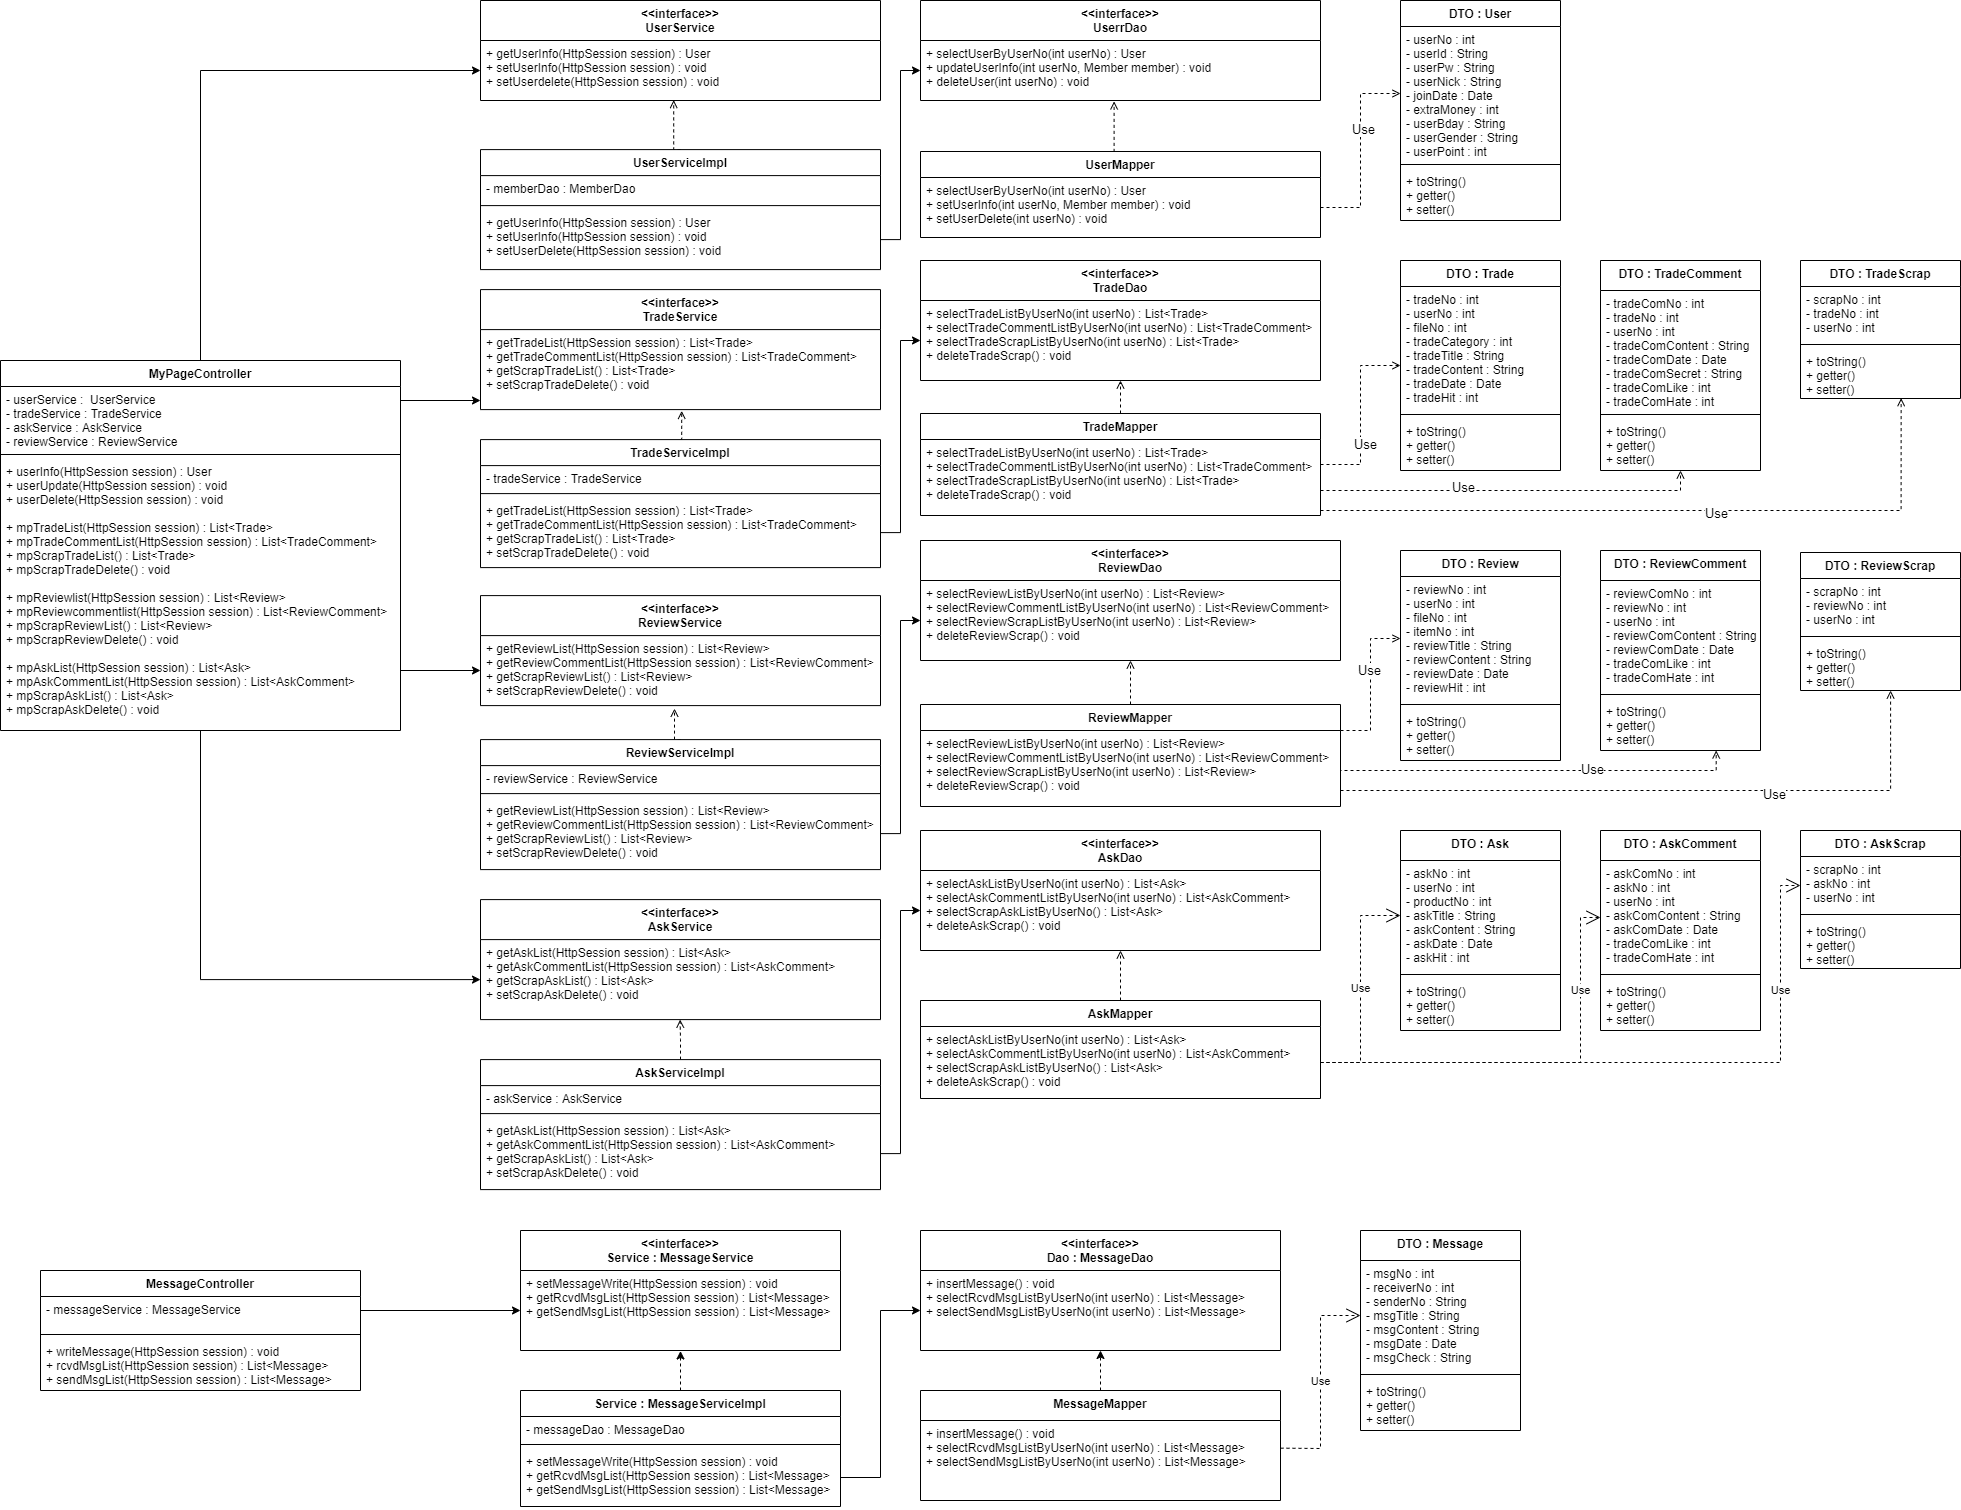 <<interface>>
UserService
+ getUserInfo(HttpSession session) : User
+ setUserInfo(HttpSession session) : void
+ setUserdelete(HttpSession session) : void
<<interface>>
UserrDao
+ selectUserByUserNo(int userNo) : User
+ updateUserInfo(int userNo, Member member) : void
+ deleteUser(int userNo) : void
DTO : User
- userNo : int
- userId : String
- userPw : String
- userNick : String
- joinDate : Date
- extraMoney : int
- userBday : String
- userGender : String
- userPoint : int
+ toString()
+ getter()
+ setter()
Use
UserServiceImpl
- memberDao : MemberDao
+ getUserInfo(HttpSession session) : User
+ setUserInfo(HttpSession session) : void
+ setUserDelete(HttpSession session) : void
UserMapper
+ selectUserByUserNo(int userNo) : User
+ setUserInfo(int userNo, Member member) : void
+ setUserDelete(int userNo) : void
<<interface>>
TradeService
+ getTradeList(HttpSession session) : List<Trade>
+ getTradeCommentList(HttpSession session) : List<TradeComment>
+ getScrapTradeList() : List<Trade>
+ setScrapTradeDelete() : void
<<interface>>
TradeDao
+ selectTradeListByUserNo(int userNo) : List<Trade>
+ selectTradeCommentListByUserNo(int userNo) : List<TradeComment>
+ selectTradeScrapListByUserNo(int userNo) : List<Trade>
+ deleteTradeScrap() : void
DTO : Trade
- tradeNo : int
- userNo : int
- fileNo : int
- tradeCategory : int
- tradeTitle : String
- tradeContent : String
- tradeDate : Date
- tradeHit : int
+ toString()
+ getter()
+ setter()
DTO : TradeComment
- tradeComNo : int
- tradeNo : int
- userNo : int
- tradeComContent : String
- tradeComDate : Date
- tradeComSecret : String
- tradeComLike : int
- tradeComHate : int
+ toString()
+ getter()
+ setter()
DTO : TradeScrap
- scrapNo : int
- tradeNo : int
- userNo : int
+ toString()
+ getter()
+ setter()
MyPageController
- userService :  UserService
- tradeService : TradeService
- askService : AskService
- reviewService : ReviewService
+ userInfo(HttpSession session) : User
+ userUpdate(HttpSession session) : void
+ userDelete(HttpSession session) : void
+ mpTradeList(HttpSession session) : List<Trade>
+ mpTradeCommentList(HttpSession session) : List<TradeComment>
+ mpScrapTradeList() : List<Trade>
+ mpScrapTradeDelete() : void
+ mpReviewlist(HttpSession session) : List<Review>
+ mpReviewcommentlist(HttpSession session) : List<ReviewComment>
+ mpScrapReviewList() : List<Review>
+ mpScrapReviewDelete() : void
+ mpAskList(HttpSession session) : List<Ask>
+ mpAskCommentList(HttpSession session) : List<AskComment>
+ mpScrapAskList() : List<Ask>
+ mpScrapAskDelete() : void
TradeServiceImpl
- tradeService : TradeService
+ getTradeList(HttpSession session) : List<Trade>
+ getTradeCommentList(HttpSession session) : List<TradeComment>
+ getScrapTradeList() : List<Trade>
+ setScrapTradeDelete() : void
TradeMapper
+ selectTradeListByUserNo(int userNo) : List<Trade>
+ selectTradeCommentListByUserNo(int userNo) : List<TradeComment>
+ selectTradeScrapListByUserNo(int userNo) : List<Trade>
+ deleteTradeScrap() : void
Use
Use
Use
<<interface>>
ReviewService
+ getReviewList(HttpSession session) : List<Review>
+ getReviewCommentList(HttpSession session) : List<ReviewComment>
+ getScrapReviewList() : List<Review>
+ setScrapReviewDelete() : void
<<interface>>
ReviewDao
+ selectReviewListByUserNo(int userNo) : List<Review>
+ selectReviewCommentListByUserNo(int userNo) : List<ReviewComment>
+ selectReviewScrapListByUserNo(int userNo) : List<Review>
+ deleteReviewScrap() : void
DTO : Review
- reviewNo : int
- userNo : int
- fileNo : int
- itemNo : int
- reviewTitle : String
- reviewContent : String
- reviewDate : Date
- reviewHit : int
+ toString()
+ getter()
+ setter()
DTO : ReviewComment
- reviewComNo : int
- reviewNo : int
- userNo : int
- reviewComContent : String
- reviewComDate : Date
- tradeComLike : int
- tradeComHate : int
+ toString()
+ getter()
+ setter()
DTO : ReviewScrap
- scrapNo : int
- reviewNo : int
- userNo : int
+ toString()
+ getter()
+ setter()
ReviewServiceImpl
- reviewService : ReviewService
+ getReviewList(HttpSession session) : List<Review>
+ getReviewCommentList(HttpSession session) : List<ReviewComment>
+ getScrapReviewList() : List<Review>
+ setScrapReviewDelete() : void
ReviewMapper
+ selectReviewListByUserNo(int userNo) : List<Review>
+ selectReviewCommentListByUserNo(int userNo) : List<ReviewComment>
+ selectReviewScrapListByUserNo(int userNo) : List<Review>
+ deleteReviewScrap() : void
Use
Use
Use
<<interface>>
AskService
+ getAskList(HttpSession session) : List<Ask>
+ getAskCommentList(HttpSession session) : List<AskComment>
+ getScrapAskList() : List<Ask>
+ setScrapAskDelete() : void
<<interface>>
AskDao
+ selectAskListByUserNo(int userNo) : List<Ask>
+ selectAskCommentListByUserNo(int userNo) : List<AskComment>
+ selectScrapAskListByUserNo() : List<Ask>
+ deleteAskScrap() : void
DTO : Ask
- askNo : int
- userNo : int
- productNo : int
- askTitle : String
- askContent : String
- askDate : Date
- askHit : int
+ toString()
+ getter()
+ setter()
DTO : AskComment
- askComNo : int
- askNo : int
- userNo : int
- askComContent : String
- askComDate : Date
- tradeComLike : int
- tradeComHate : int
+ toString()
+ getter()
+ setter()
DTO : AskScrap
- scrapNo : int
- askNo : int
- userNo : int
+ toString()
+ getter()
+ setter()
Use
Use
Use
AskServiceImpl
- askService : AskService
+ getAskList(HttpSession session) : List<Ask>
+ getAskCommentList(HttpSession session) : List<AskComment>
+ getScrapAskList() : List<Ask>
+ setScrapAskDelete() : void
AskMapper
+ selectAskListByUserNo(int userNo) : List<Ask>
+ selectAskCommentListByUserNo(int userNo) : List<AskComment>
+ selectScrapAskListByUserNo() : List<Ask>
+ deleteAskScrap() : void
MessageController
- messageService : MessageService
+ writeMessage(HttpSession session) : void
+ rcvdMsgList(HttpSession session) : List<Message>
+ sendMsgList(HttpSession session) : List<Message>
<<interface>>
Service : MessageService
+ setMessageWrite(HttpSession session) : void
+ getRcvdMsgList(HttpSession session) : List<Message>
+ getSendMsgList(HttpSession session) : List<Message>
<<interface>>
Dao : MessageDao
+ insertMessage() : void
+ selectRcvdMsgListByUserNo(int userNo) : List<Message>
+ selectSendMsgListByUserNo(int userNo) : List<Message>
DTO : Message
- msgNo : int
- receiverNo : int
- senderNo : String
- msgTitle : String
- msgContent : String
- msgDate : Date
- msgCheck : String
+ toString()
+ getter()
+ setter()
Use
Service : MessageServiceImpl
- messageDao : MessageDao
+ setMessageWrite(HttpSession session) : void
+ getRcvdMsgList(HttpSession session) : List<Message>
+ getSendMsgList(HttpSession session) : List<Message>
MessageMapper
+ insertMessage() : void
+ selectRcvdMsgListByUserNo(int userNo) : List<Message>
+ selectSendMsgListByUserNo(int userNo) : List<Message>